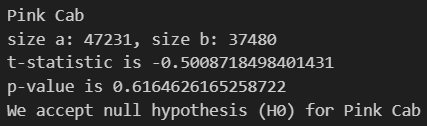 Pink Cab
size a: 47231, size b: 37480
t-statistic is -0.5008718498401431
p-value is 0.6164626165258722
We accept null hypothesis (H0) for Pink Cab